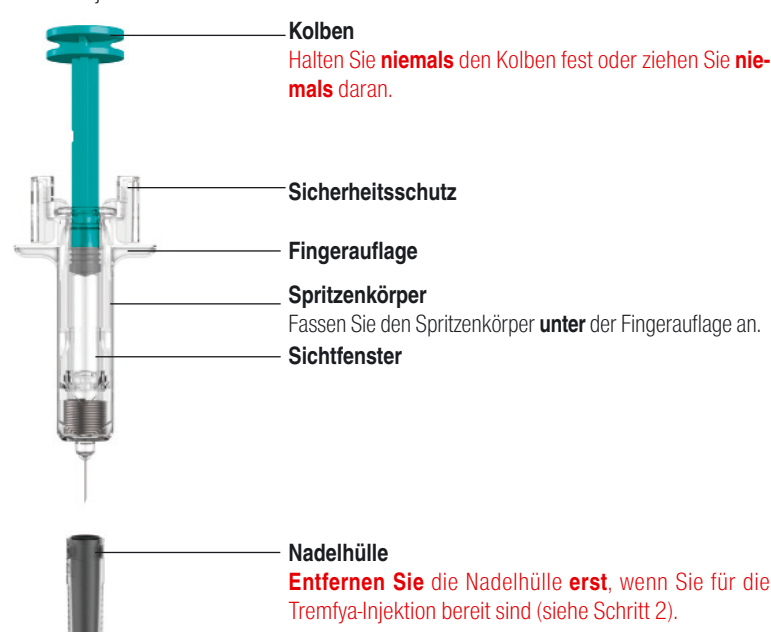 Kolben
Halten Sie niemals den Kolben fest oder ziehen Sie nie-
mals daran.
Sicherheitsschutz
Fingerauflage
Spritzenkörper
Fassen Sie den Spritzenkörper unter der Fingerauflage an.
Sichtfenster
Nadelhülle
Entfernen Sie die Nadelhülle erst, wenn Sie für die
Tremfya-Injektion bereit sind (siehe Schritt 2).